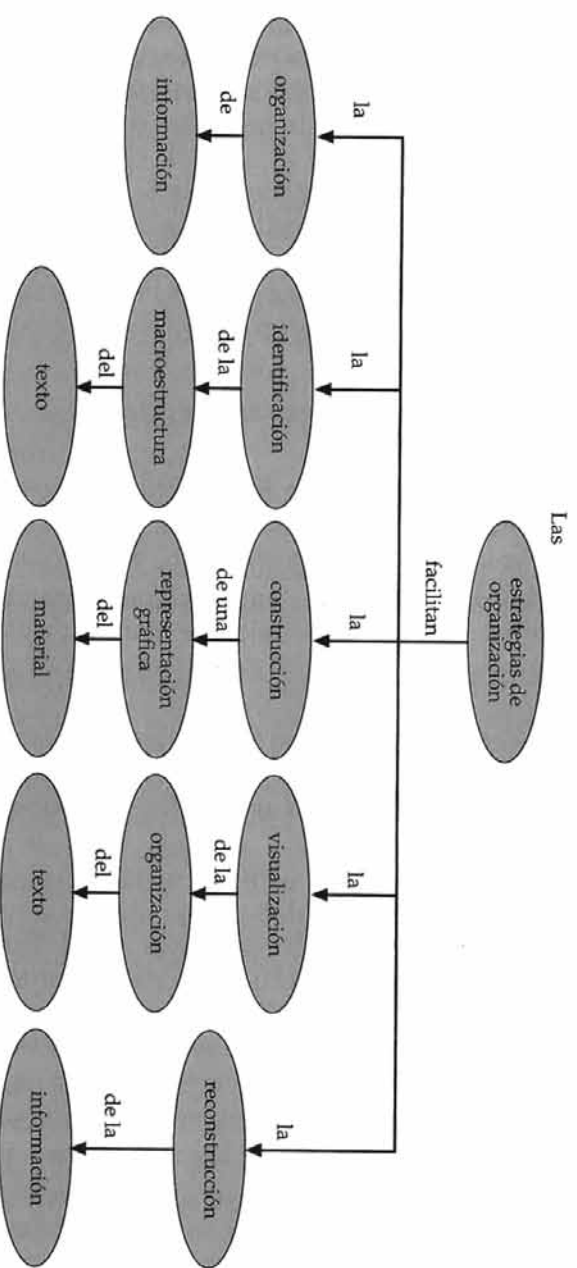 Las
estrategias de
organización
facilitan
la
organización
de
información
la
identificación
de la
macroestructura
del
texto
la
construcción
de una
representación
gráfica
del
material
la
visualización
de la
organización
del
texto
la
reconstrucción
de la
información